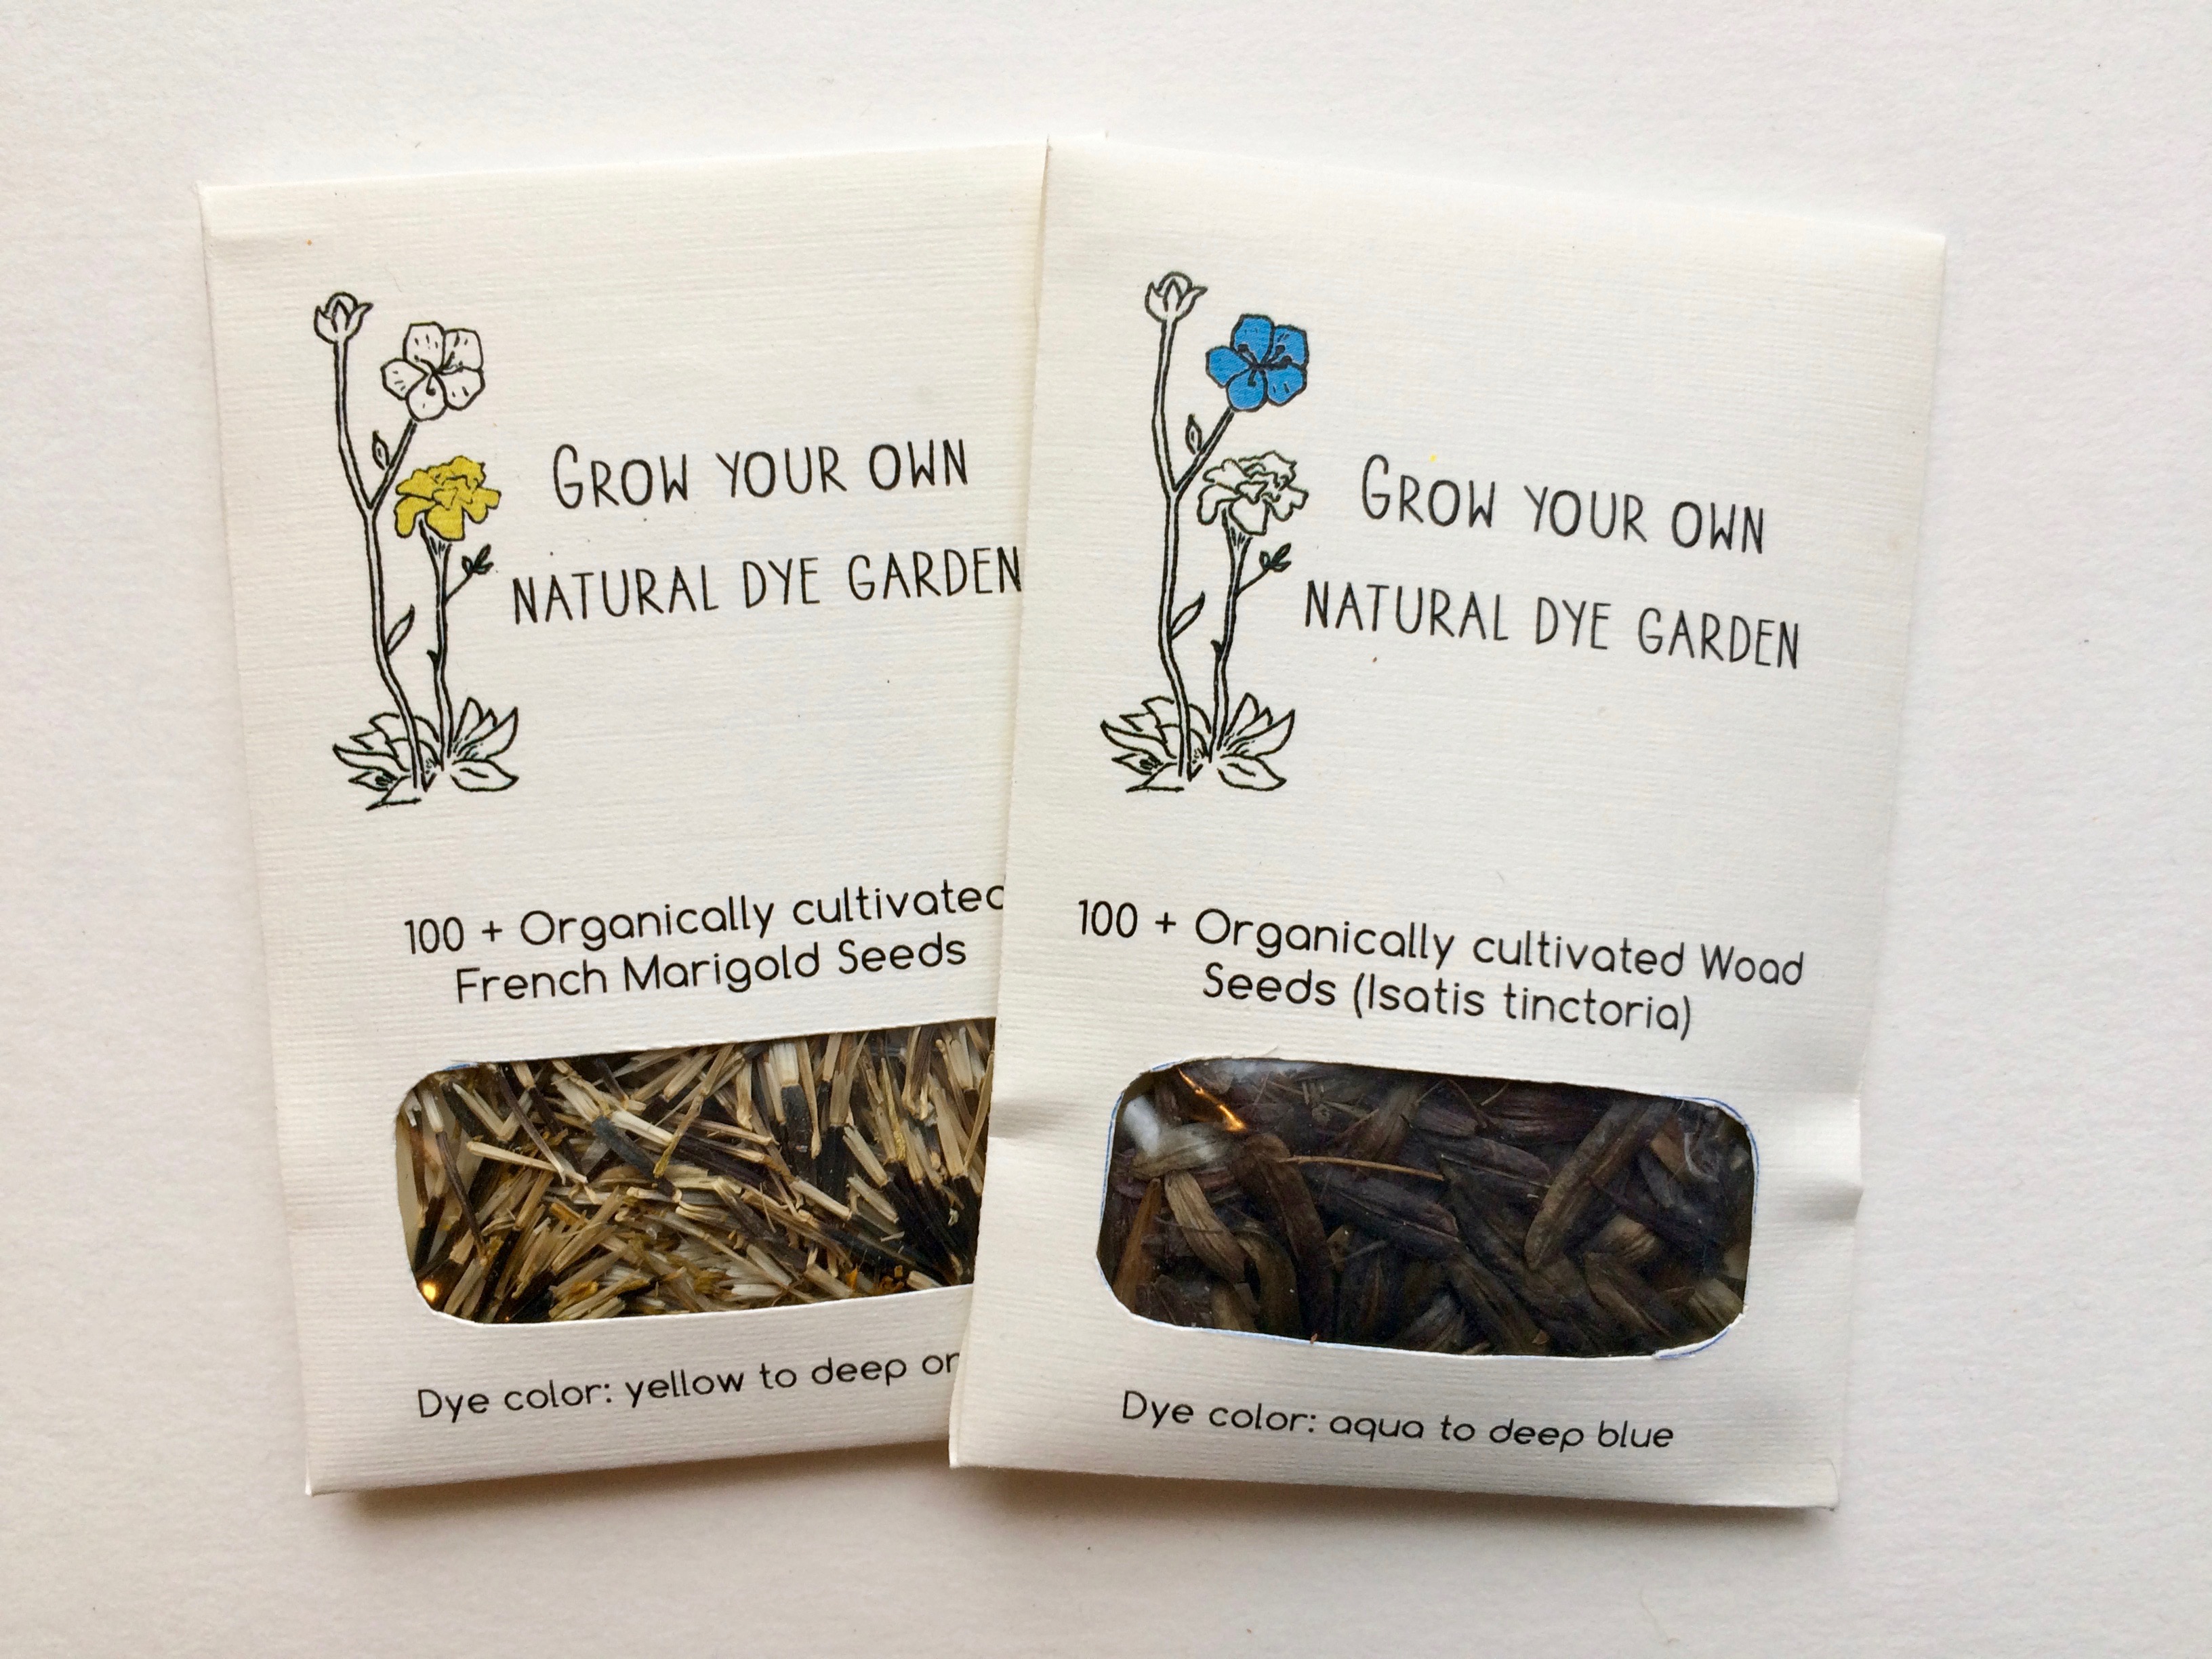 GROW YOUR OWN
NATURAL DYE GARDEN
100 + Organically cultivated
French Marigold Seeds
Dye color: yellow to deep
GROW YOUR OWN
NATURAL DYE GARDEN
100 + Organically cultivated Woad
Seeds (Isatis tinctoria)
Dye color: aqua to deep blue